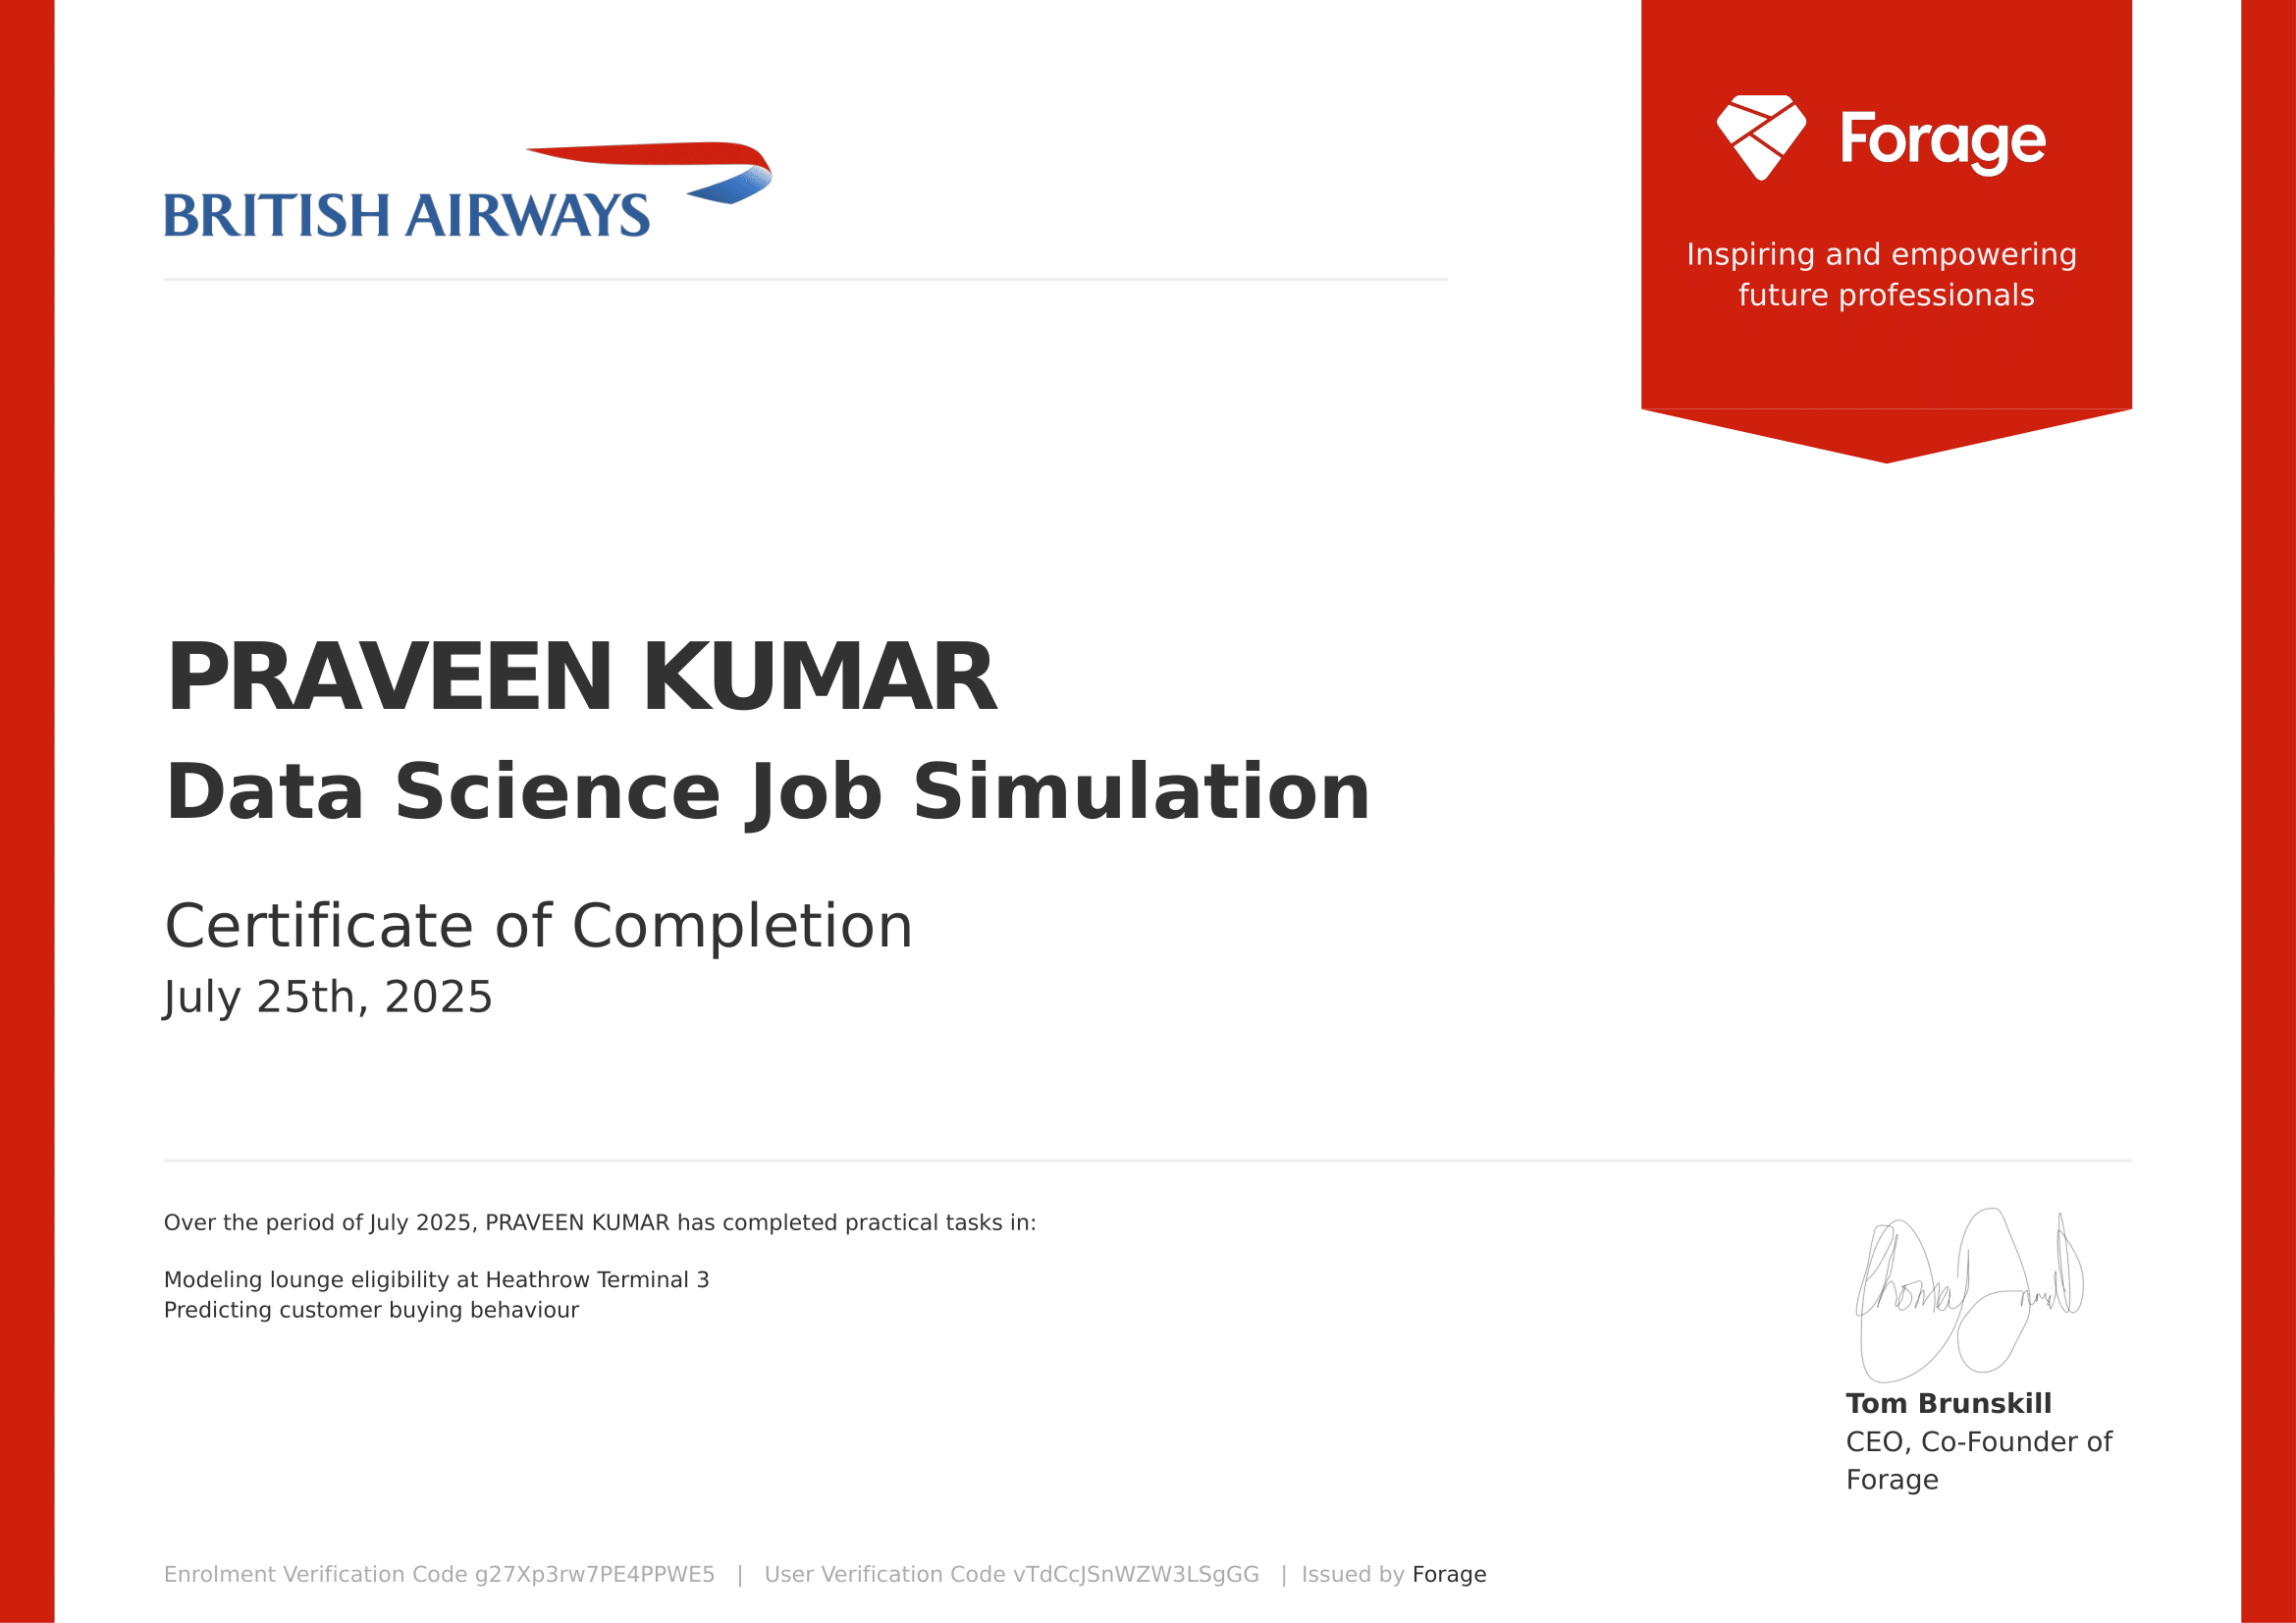 BRITISH AIRWAYS
Forage
Inspiring and empowering
future professionals
PRAVEEN KUMAR
Data Science Job Simulation
Certificate of Completion
July 25th, 2025
Over the period of July 2025, PRAVEEN KUMAR has completed practical tasks in:
Modeling lounge eligibility at Heathrow Terminal 3
Predicting customer buying behaviour
Tom Brunskill
CEO, Co-Founder of
Forage
Enrolment Verification Code g27Xp3rw7PE4PPWE5 | User Verification Code vTdCcJSnWZW3LSgGG | Issued by Forage